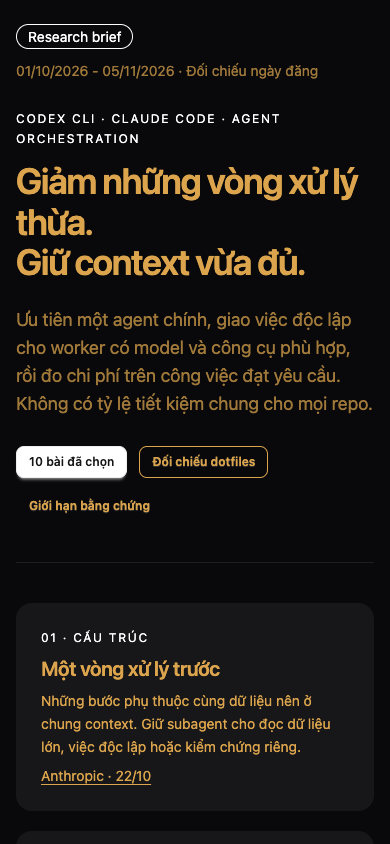 Research brief
01/10/2026 - 05/11/2026 · Đối chiếu ngày đăng
CODEX CLI · CLAUDE CODE · AGENT
ORCHESTRATION
Giảm những vòng xử lý
thừa.
Giữ context vừa đủ.
Ưu tiên một agent chính, giao việc độc lập
cho worker có model và công cụ phù hợp,
rồi đo chi phí trên công việc đạt yêu cầu.
Không có tỷ lệ tiết kiệm chung cho mọi repo.
10 bài đã chọn
Đối chiếu dotfiles
Giới hạn bằng chứng
01 · CẤU TRÚC
Một vòng xử lý trước
Những bước phụ thuộc cùng dữ liệu nên ở
chung context. Giữ subagent cho đọc dữ liệu
lớn, việc độc lập hoặc kiểm chứng riêng.
Anthropic · 22/10